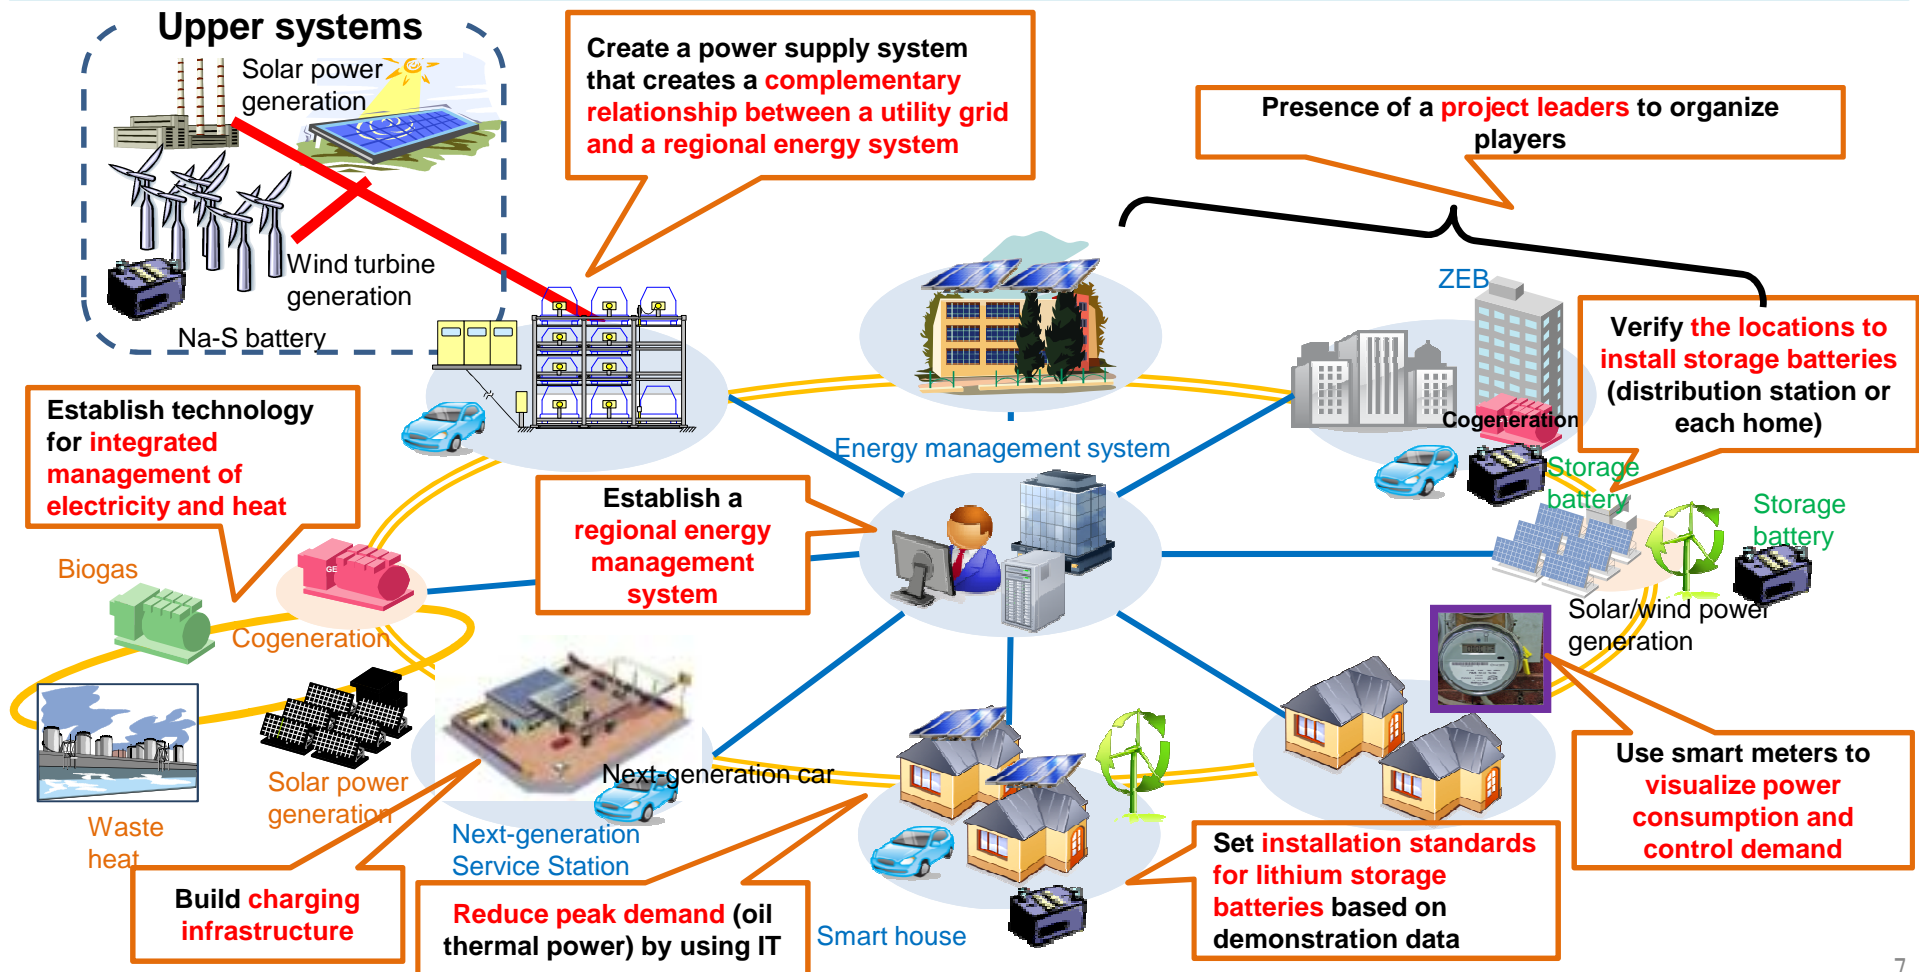 Upper systems
Solar power
generation
Wind turbine
generation
Na-S battery
Create a power supply system
that creates a complementary
relationship between a utility grid
and a regional energy system
Presence of a project leaders to organize
players
ZEB
Verify the locations to
install storage batteries
(distribution station or
each home)
Cogeneration
Storage
battery
Storage
battery
Establish technology
for integrated
management of
electricity and heat
Energy management system
Establish a
regional energy
management
system
Biogas
GE
Cogeneration
Solar/wind power
generation
Solar power
generation
Waste
heat
Next-generation car
Next-generation
Service Station
Use smart meters to
visualize power
consumption and
control demand
Build charging
infrastructure
Reduce peak demand (oil
thermal power) by using IT
Smart house
Set installation standards
for lithium storage
batteries based on
demonstration data
7